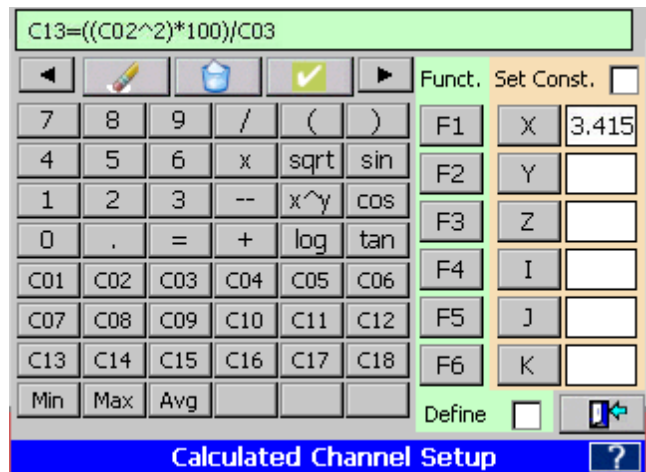 C13=((C02^2)*100)/C03
Funct. Set Const.
7 8 9 / ( ) F1 X 3.415
4 5 6 x sqrt sin F2 Y
1 2 3 -- x^y cos F3 Z
0 . = + log tan F4 I
C01 C02 C03 C04 C05 C06
C07 C08 C09 C10 C11 C12 F5 J
C13 C14 C15 C16 C17 C18 F6 K
Min Max Avg Define
Calculated Channel Setup ?